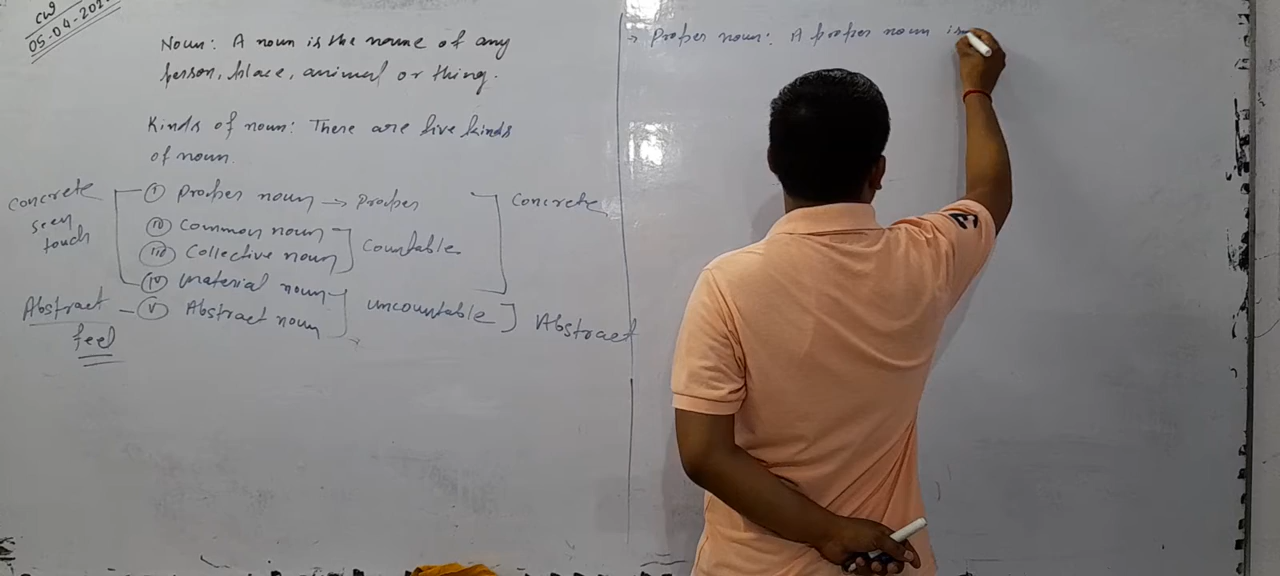 CW
05-04-202
Noun: A noun is the name of any
person, place, animal or thing.
Kinds of noun: There are five kinds
of noun.
Concrete
seen
touch
(i) Proper noun → Proper
(ii) Common noun
(iii) Collective noun
Countable
(iv) Material noun
(v) Abstract noun
uncountable
Concrete
Abstract
Abstract
feel
→ Proper noun: A proper noun is